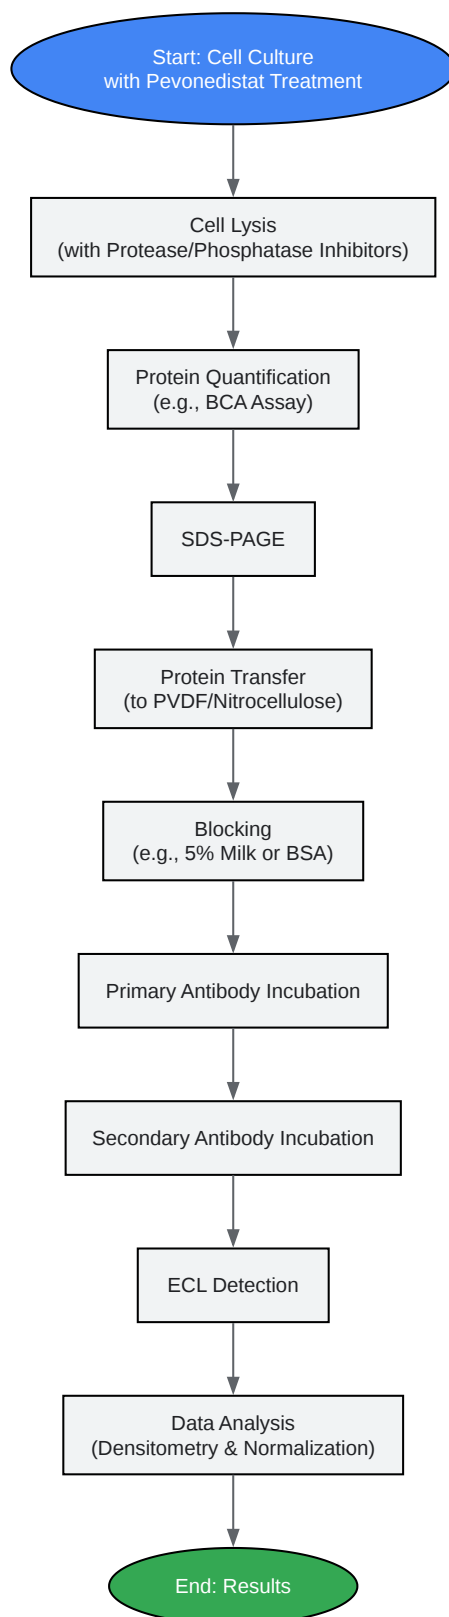 Start: Cell Culture
with Pevonedistat Treatment
Cell Lysis
(with Protease/Phosphatase Inhibitors)
Protein Quantification
(e.g., BCA Assay)
SDS-PAGE
Protein Transfer
(to PVDF/Nitrocellulose)
Blocking
(e.g., 5% Milk or BSA)
Primary Antibody Incubation
Secondary Antibody Incubation
ECL Detection
Data Analysis
(Densitometry & Normalization)
End: Results